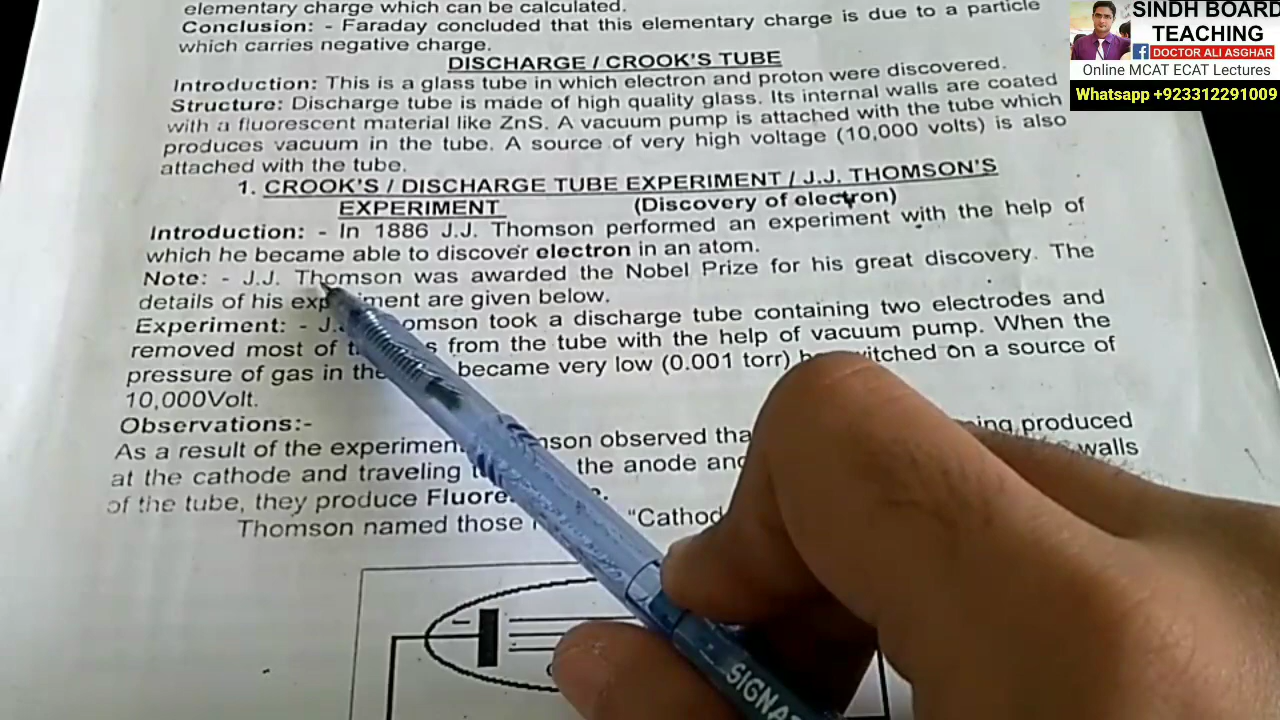 elementary charge which can be calculated.
Conclusion: - Faraday concluded that this elementary charge is due to a particle
which carries negative charge.
DISCHARGE / CROOK'S TUBE
Introduction: This is a glass tube in which electron and proton were discovered.
Structure: Discharge tube is made of high quality glass. Its internal walls are coated
with a fluorescent material like ZnS. A vacuum pump is attached with the tube which
produces vacuum in the tube. A source of very high voltage (10,000 volts) is also
attached with the tube.
1. CROOK'S / DISCHARGE TUBE EXPERIMENT / J.J. THOMSON'S
EXPERIMENT (Discovery of electron)
Introduction: - In 1886 J.J. Thomson performed an experiment with the help of
which he became able to discover electron in an atom.
Note: - J.J. Thomson was awarded the Nobel Prize for his great discovery. The
details of his experiment are given below.
Experiment: - Thomson took a discharge tube containing two electrodes and
removed most of from the tube with the help of vacuum pump. When the
pressure of gas in the became very low (0.001 torr) switched on a source of
10,000Volt.
Observations:-
As a result of the experiment observed that being produced
at the cathode and traveling the anode and walls
of the tube, they produce
Thomson named those
SINDH BOARD
TEACHING
DOCTOR ALI ASGHAR
Online MCAT ECAT Lectures
Whatsapp +923312291009